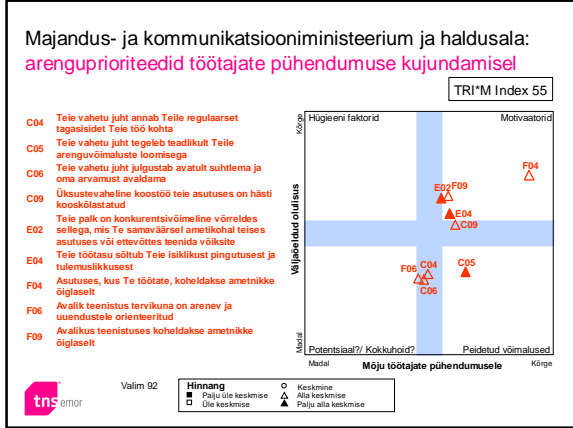 Majandus- ja kommunikatsiooniministeerium ja haldusala:
arenguprioriteedid töötajate pühendumuse kujundamisel
TRI*M Index 55
C04 Teie vahetu juht annab Teile regulaarset
tagasisidet Teie töö kohta
C05 Teie vahetu juht tegeleb teadlikult Teile
arenguvõimaluste loomisega
C06 Teie vahetu juht julgustab avatult suhtlema ja
oma arvamust avaldama
C09 Üksustevaheline koostöö teie asutuses on hästi
kooskõlastatud
E02 Teie palk on konkurentsivõimeline võrreldes
sellega, mis Te samaväärsel ametikohal teises
asutuses või ettevõttes teenida võiksite
E04 Teie töötasu sõltub Teie isiklikust pingutusest ja
tulemuslikkusest
F04 Asutuses, kus Te töötate, koheldakse ametnikke
õiglaselt
F06 Avalik teenistus tervikuna on arenev ja
uuendustele orienteeritud
F09 Avalikus teenistuses koheldakse ametnikke
õiglaselt
Kõrge
Hügieeni faktorid
Motivaatorid
F04
E02
F09
E04
C09
Väljaöeldud olulisus
F06
C04
C05
C06
Madal
Potentsiaal?/ Kokkuhoid?
Peidetud võimalused
Madal
Mõju töötajate pühendumusele
Kõrge
tns emor
Valim 92
Hinnang
Palju üle keskmise
Üle keskmise
Keskmine
Alla keskmise
Palju alla keskmise